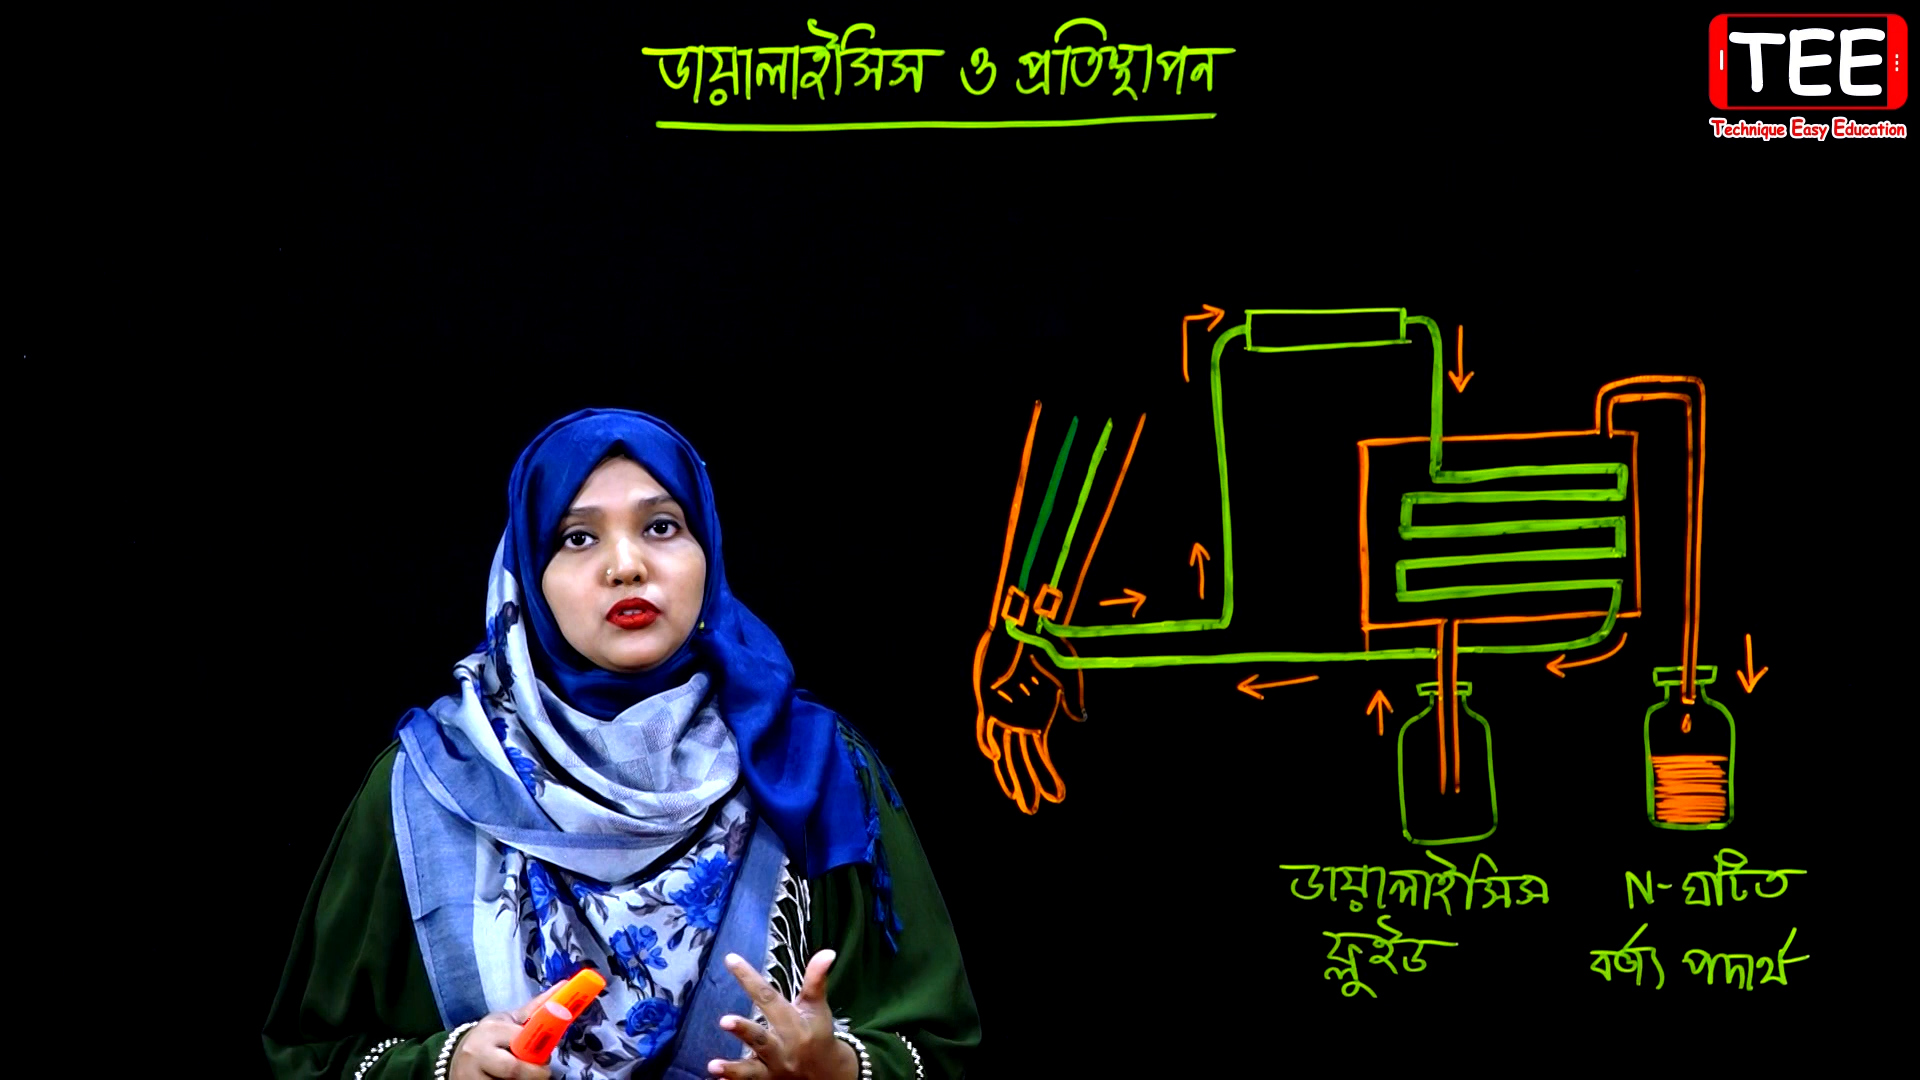 ডায়ালাইসিস ও প্রতিস্থাপন
TEE
Technique Easy Education
ডায়ালাইসিস
ফ্লুইড
N-ঘটিত
বর্জ্য পদার্থ